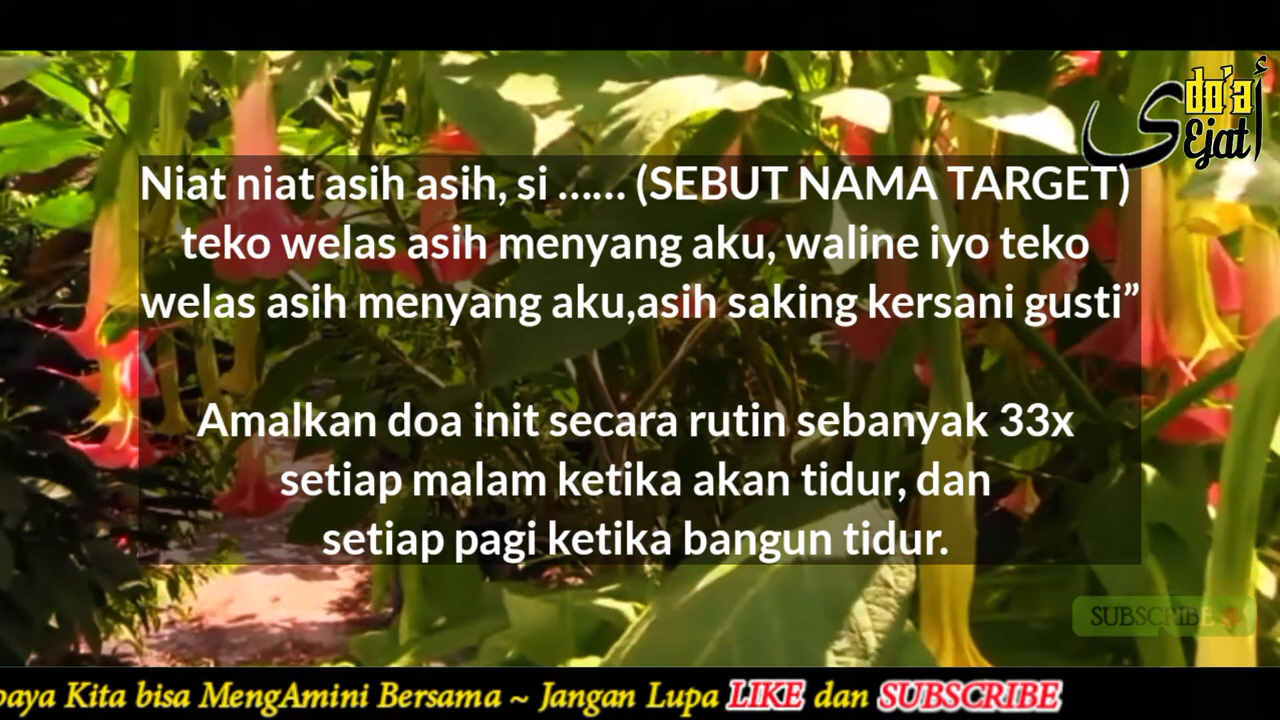 do'a
Ejati
Niat niat asih asih, si ...... (SEBUT NAMA TARGET)
teko welas asih menyang aku, waline iyo teko
welas asih menyang aku,asih saking kersani gusti”
Amalkan doa init secara rutin sebanyak 33x
setiap malam ketika akan tidur, dan
setiap pagi ketika bangun tidur.
SUBSCRIBE
paya Kita bisa MengAmini Bersama ~ Jangan Lupa LIKE dan SUBSCRIBE